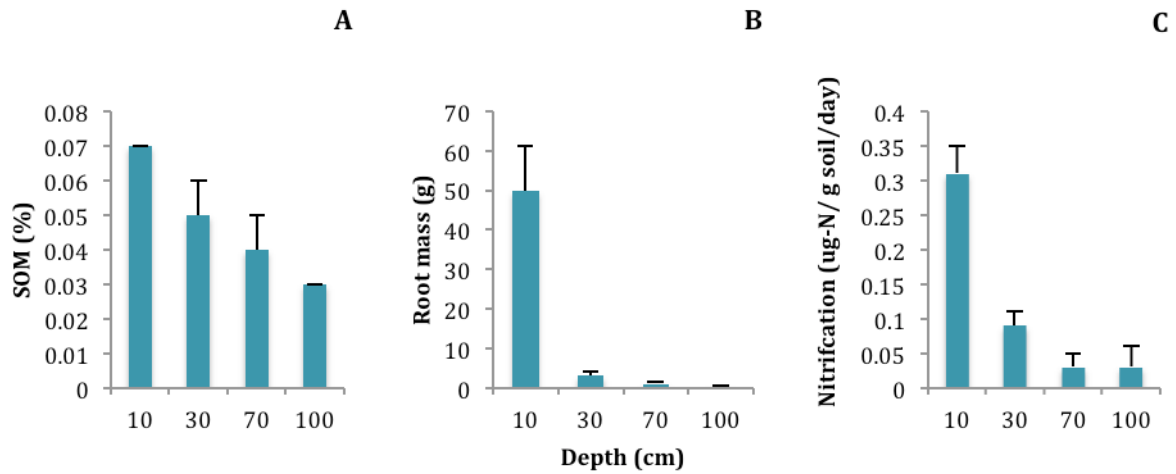 A
SOM (%)
0.08
0.07
0.06
0.05
0.04
0.03
0.02
0.01
0
10 30 70 100
B
Root mass (g)
70
60
50
40
30
20
10
0
10 30 70 100
Depth (cm)
C
Nitrifcation (ug-N/ g soil/day)
0.4
0.35
0.3
0.25
0.2
0.15
0.1
0.05
0
10 30 70 100